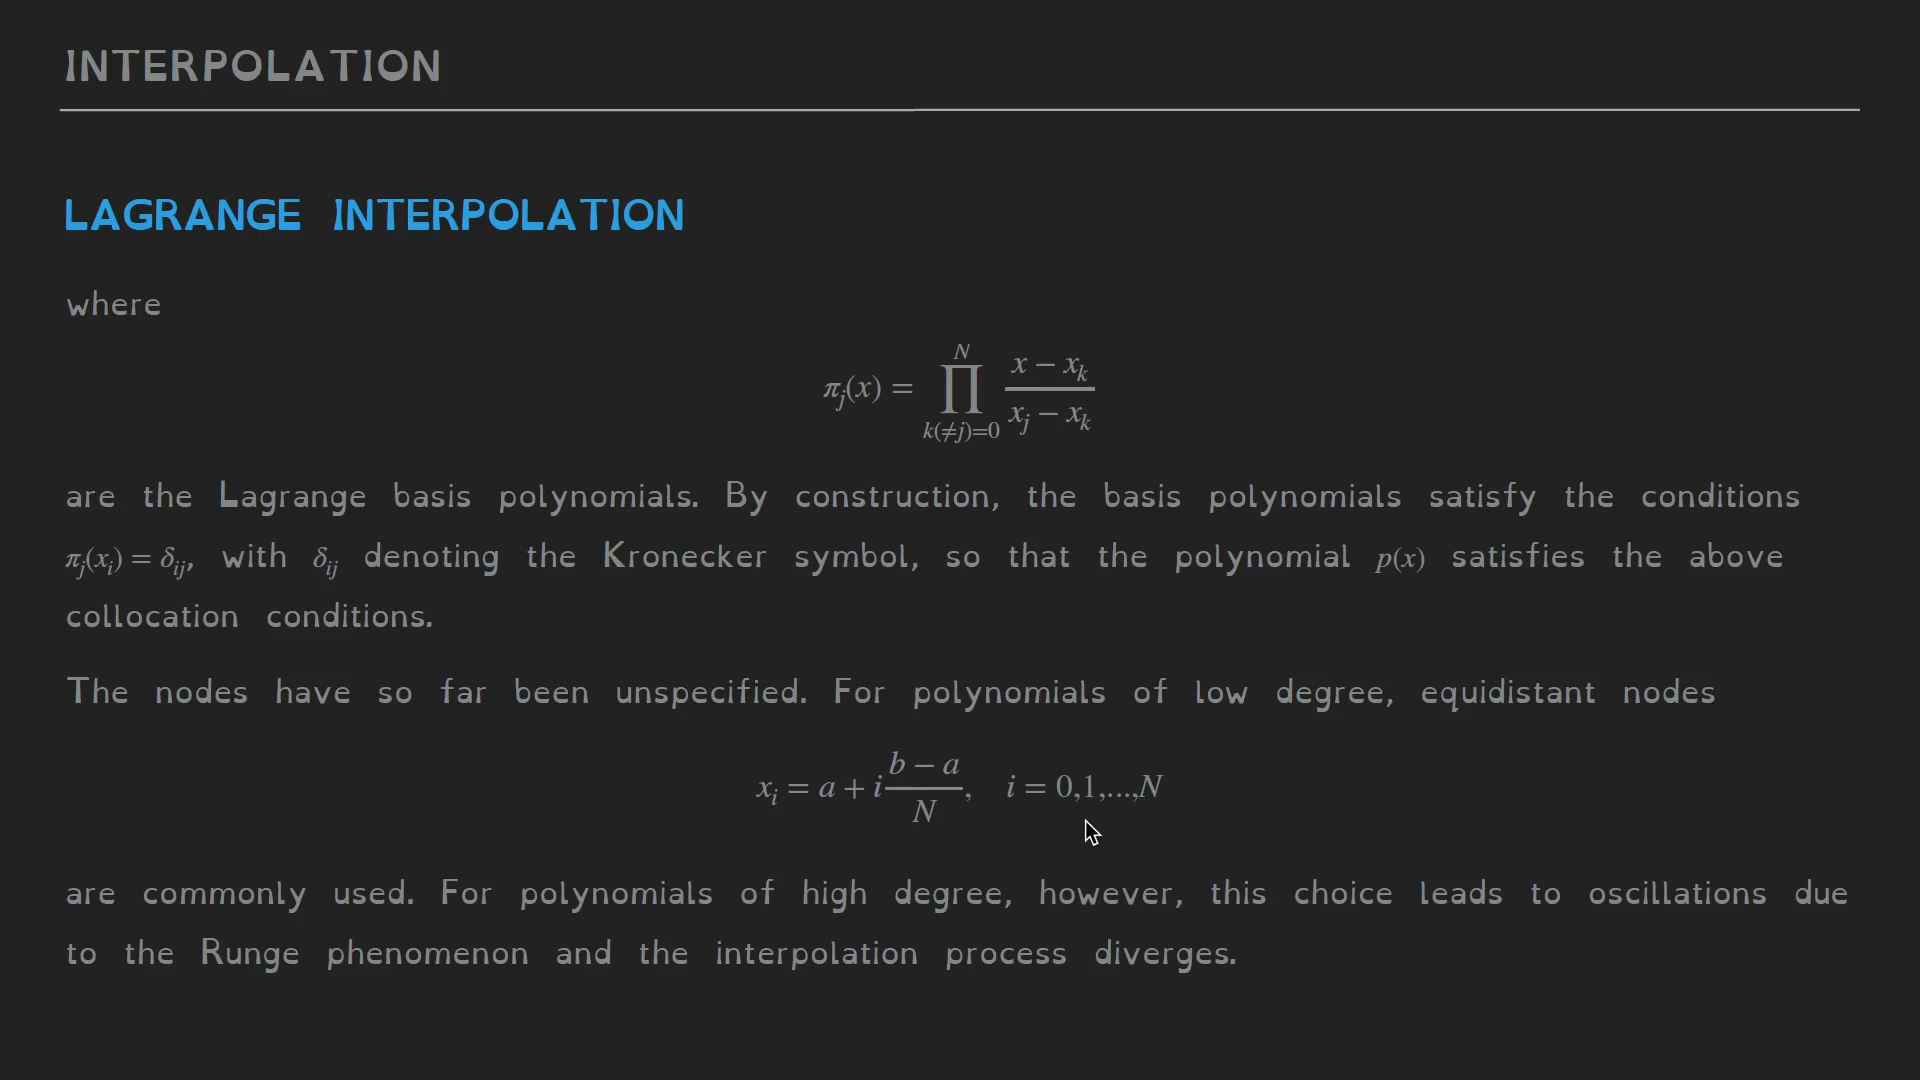 INTERPOLATION
LAGRANGE INTERPOLATION
where
πj(x) = ∏_{k(≠j)=0}^{N} (x − xk)/(xj − xk)
are the Lagrange basis polynomials. By construction, the basis polynomials satisfy the conditions
πj(xi) = δij, with δij denoting the Kronecker symbol, so that the polynomial p(x) satisfies the above
collocation conditions.
The nodes have so far been unspecified. For polynomials of low degree, equidistant nodes
xi = a + i (b − a)/N, i = 0,1,...,N
are commonly used. For polynomials of high degree, however, this choice leads to oscillations due
to the Runge phenomenon and the interpolation process diverges.